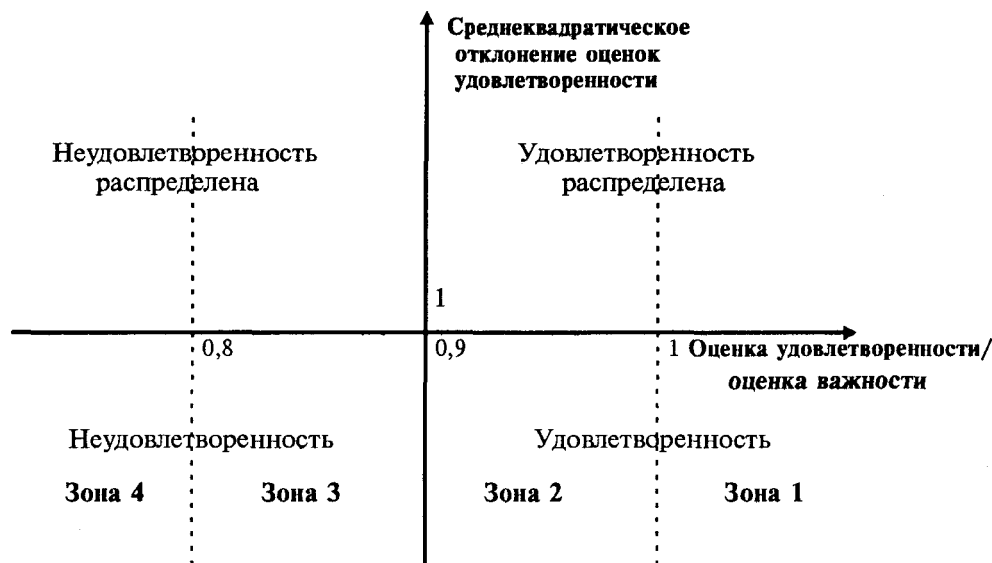 Среднеквадратическое
отклонение оценок
удовлетворенности
Неудовлетворенность
распределена
Удовлетворенность
распределена
1
0,8
0,9
1 Оценка удовлетворенности/
оценка важности
Неудовлетворенность
Удовлетворенность
Зона 4
Зона 3
Зона 2
Зона 1